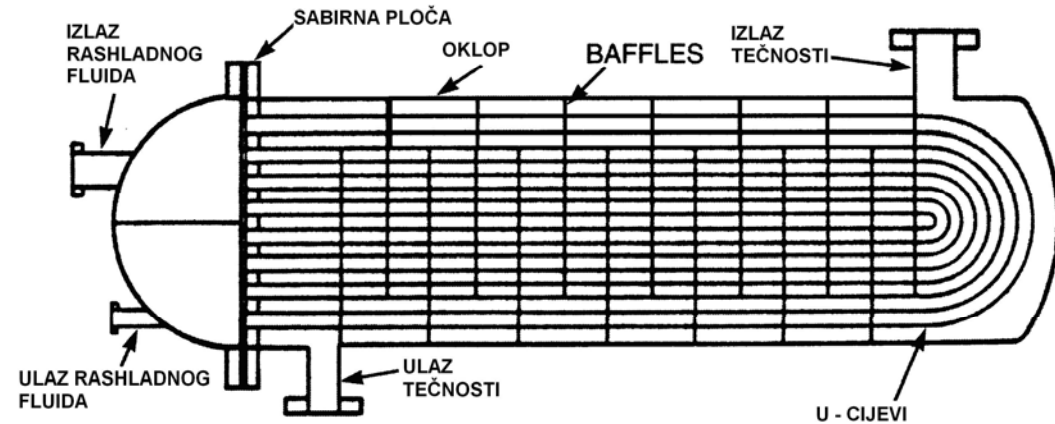 IZLAZ
RASHLADNOG
FLUIDA
SABIRNA PLOČA
OKLOP
BAFFLES
IZLAZ
TEČNOSTI
ULAZ RASHLADNOG
FLUIDA
ULAZ
TEČNOSTI
U - CIJEVI